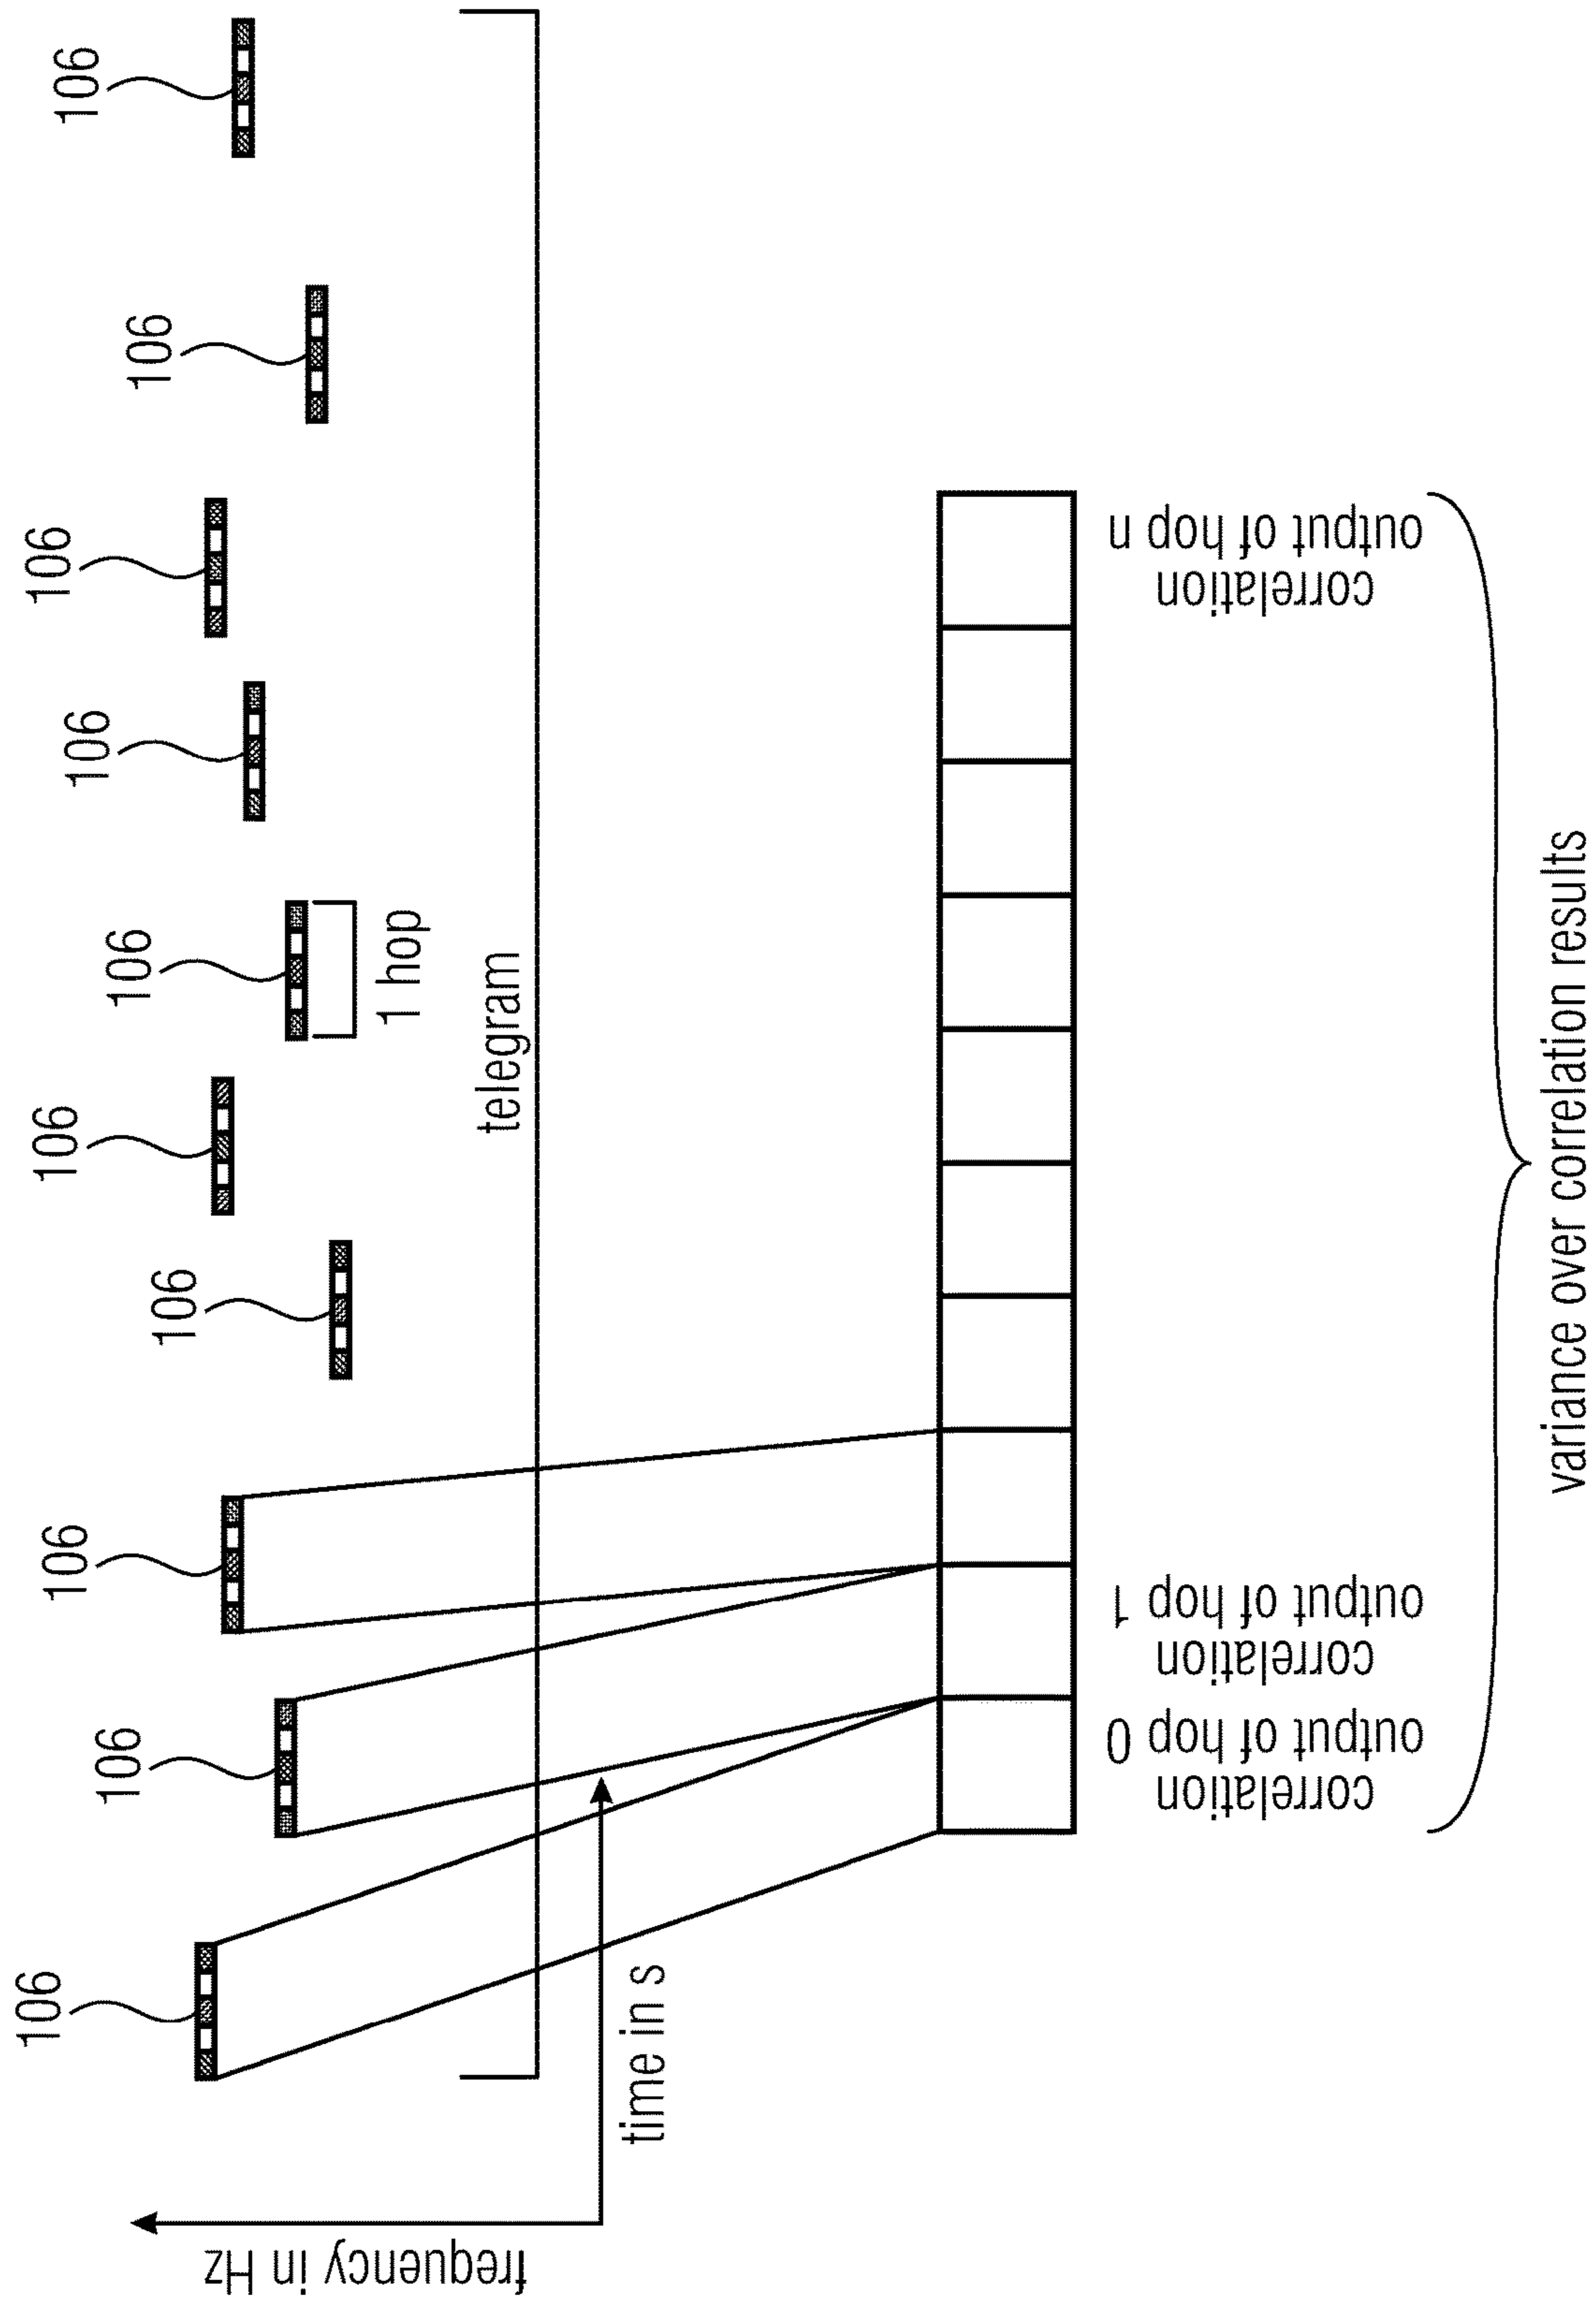 106
106
106
106
106
106
106
106
106
106
frequency in Hz
1 hop
telegram
time in s
correlation
output of hop 0
correlation
output of hop 1
correlation
output of hop n
variance over correlation results